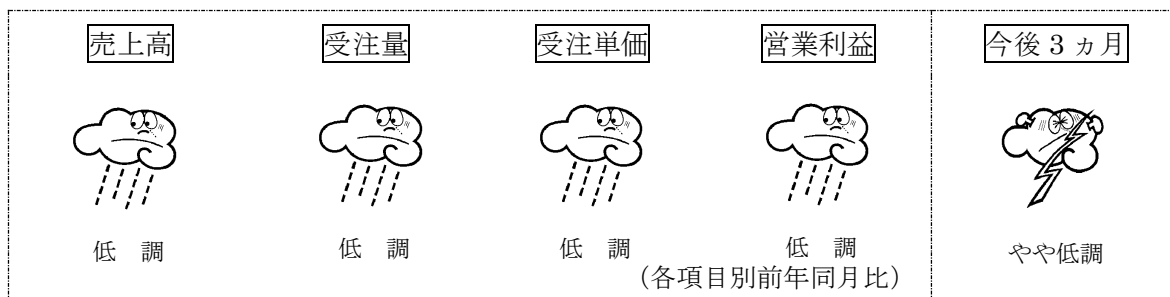 売上高 受注量 受注単価 営業利益 今後3ヵ月
低 調 低 調 低 調 低 調 やや低調
（各項目別前年同月比）